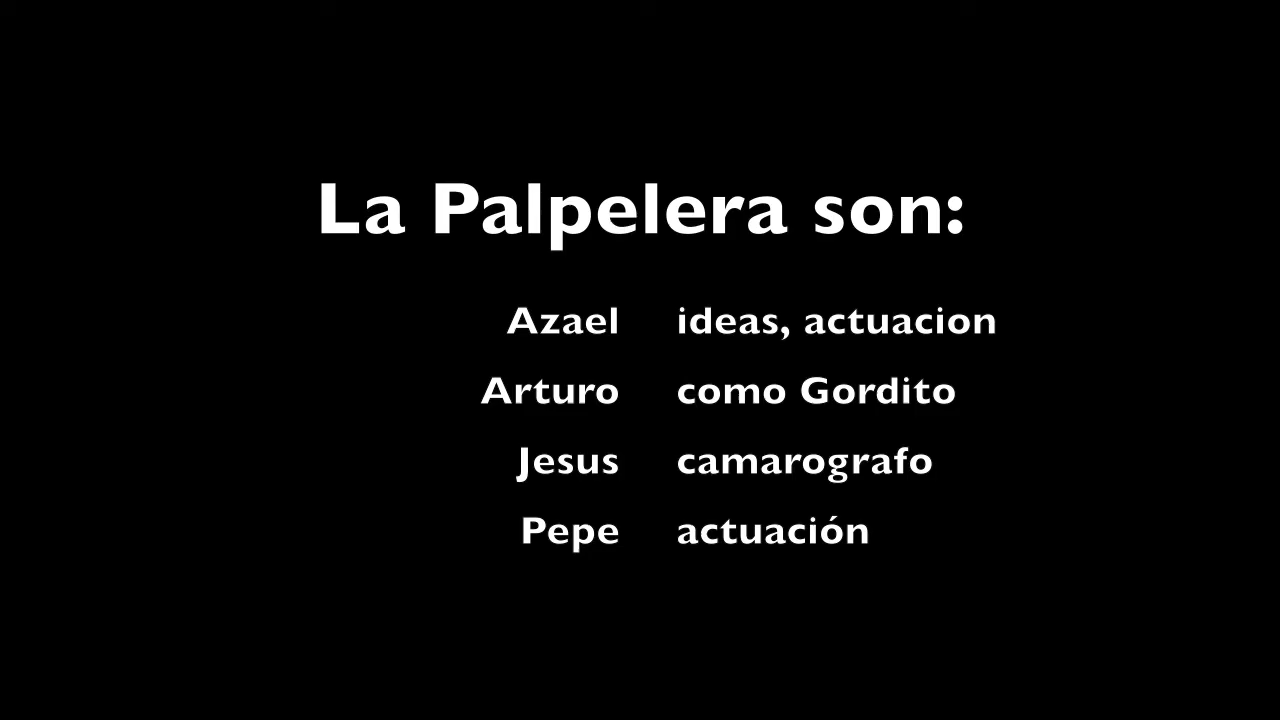 La Palpelera son:
Azael ideas, actuacion
Arturo como Gordito
Jesus camarografo
Pepe actuación